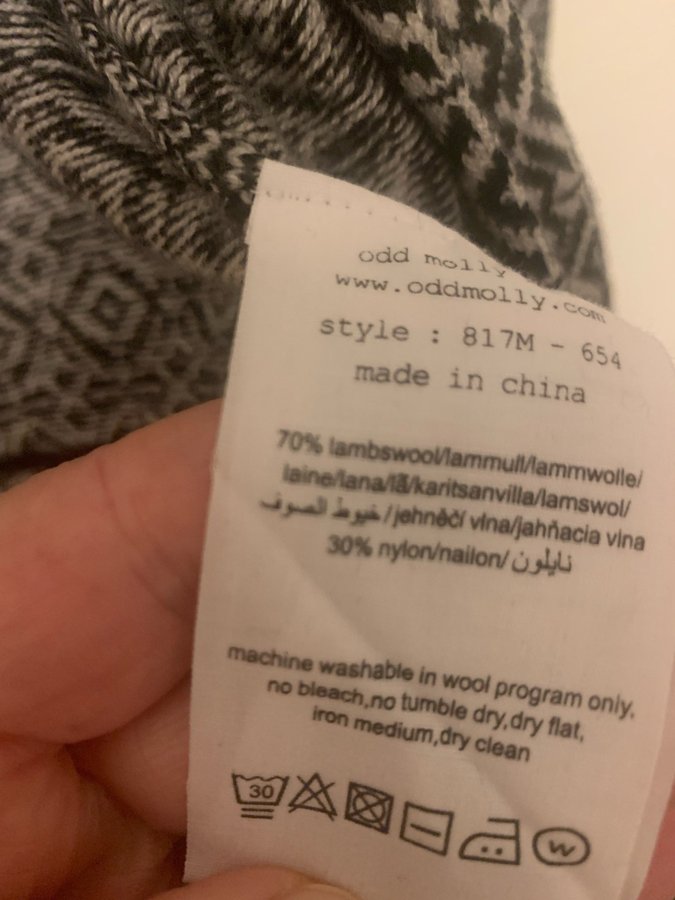 odd molly
www.oddmolly.com
style : 817M - 654
made in china
70% lambswool/lammull/lammwolle/
laine/lana/lã/karitsanvilla/lamswol/
خيوط الصوف/jehněčí vlna/jahňacia vlna
30% nylon/nailon/نايلون
machine washable in wool program only,
no bleach,no tumble dry,dry flat,
iron medium,dry clean
30
W